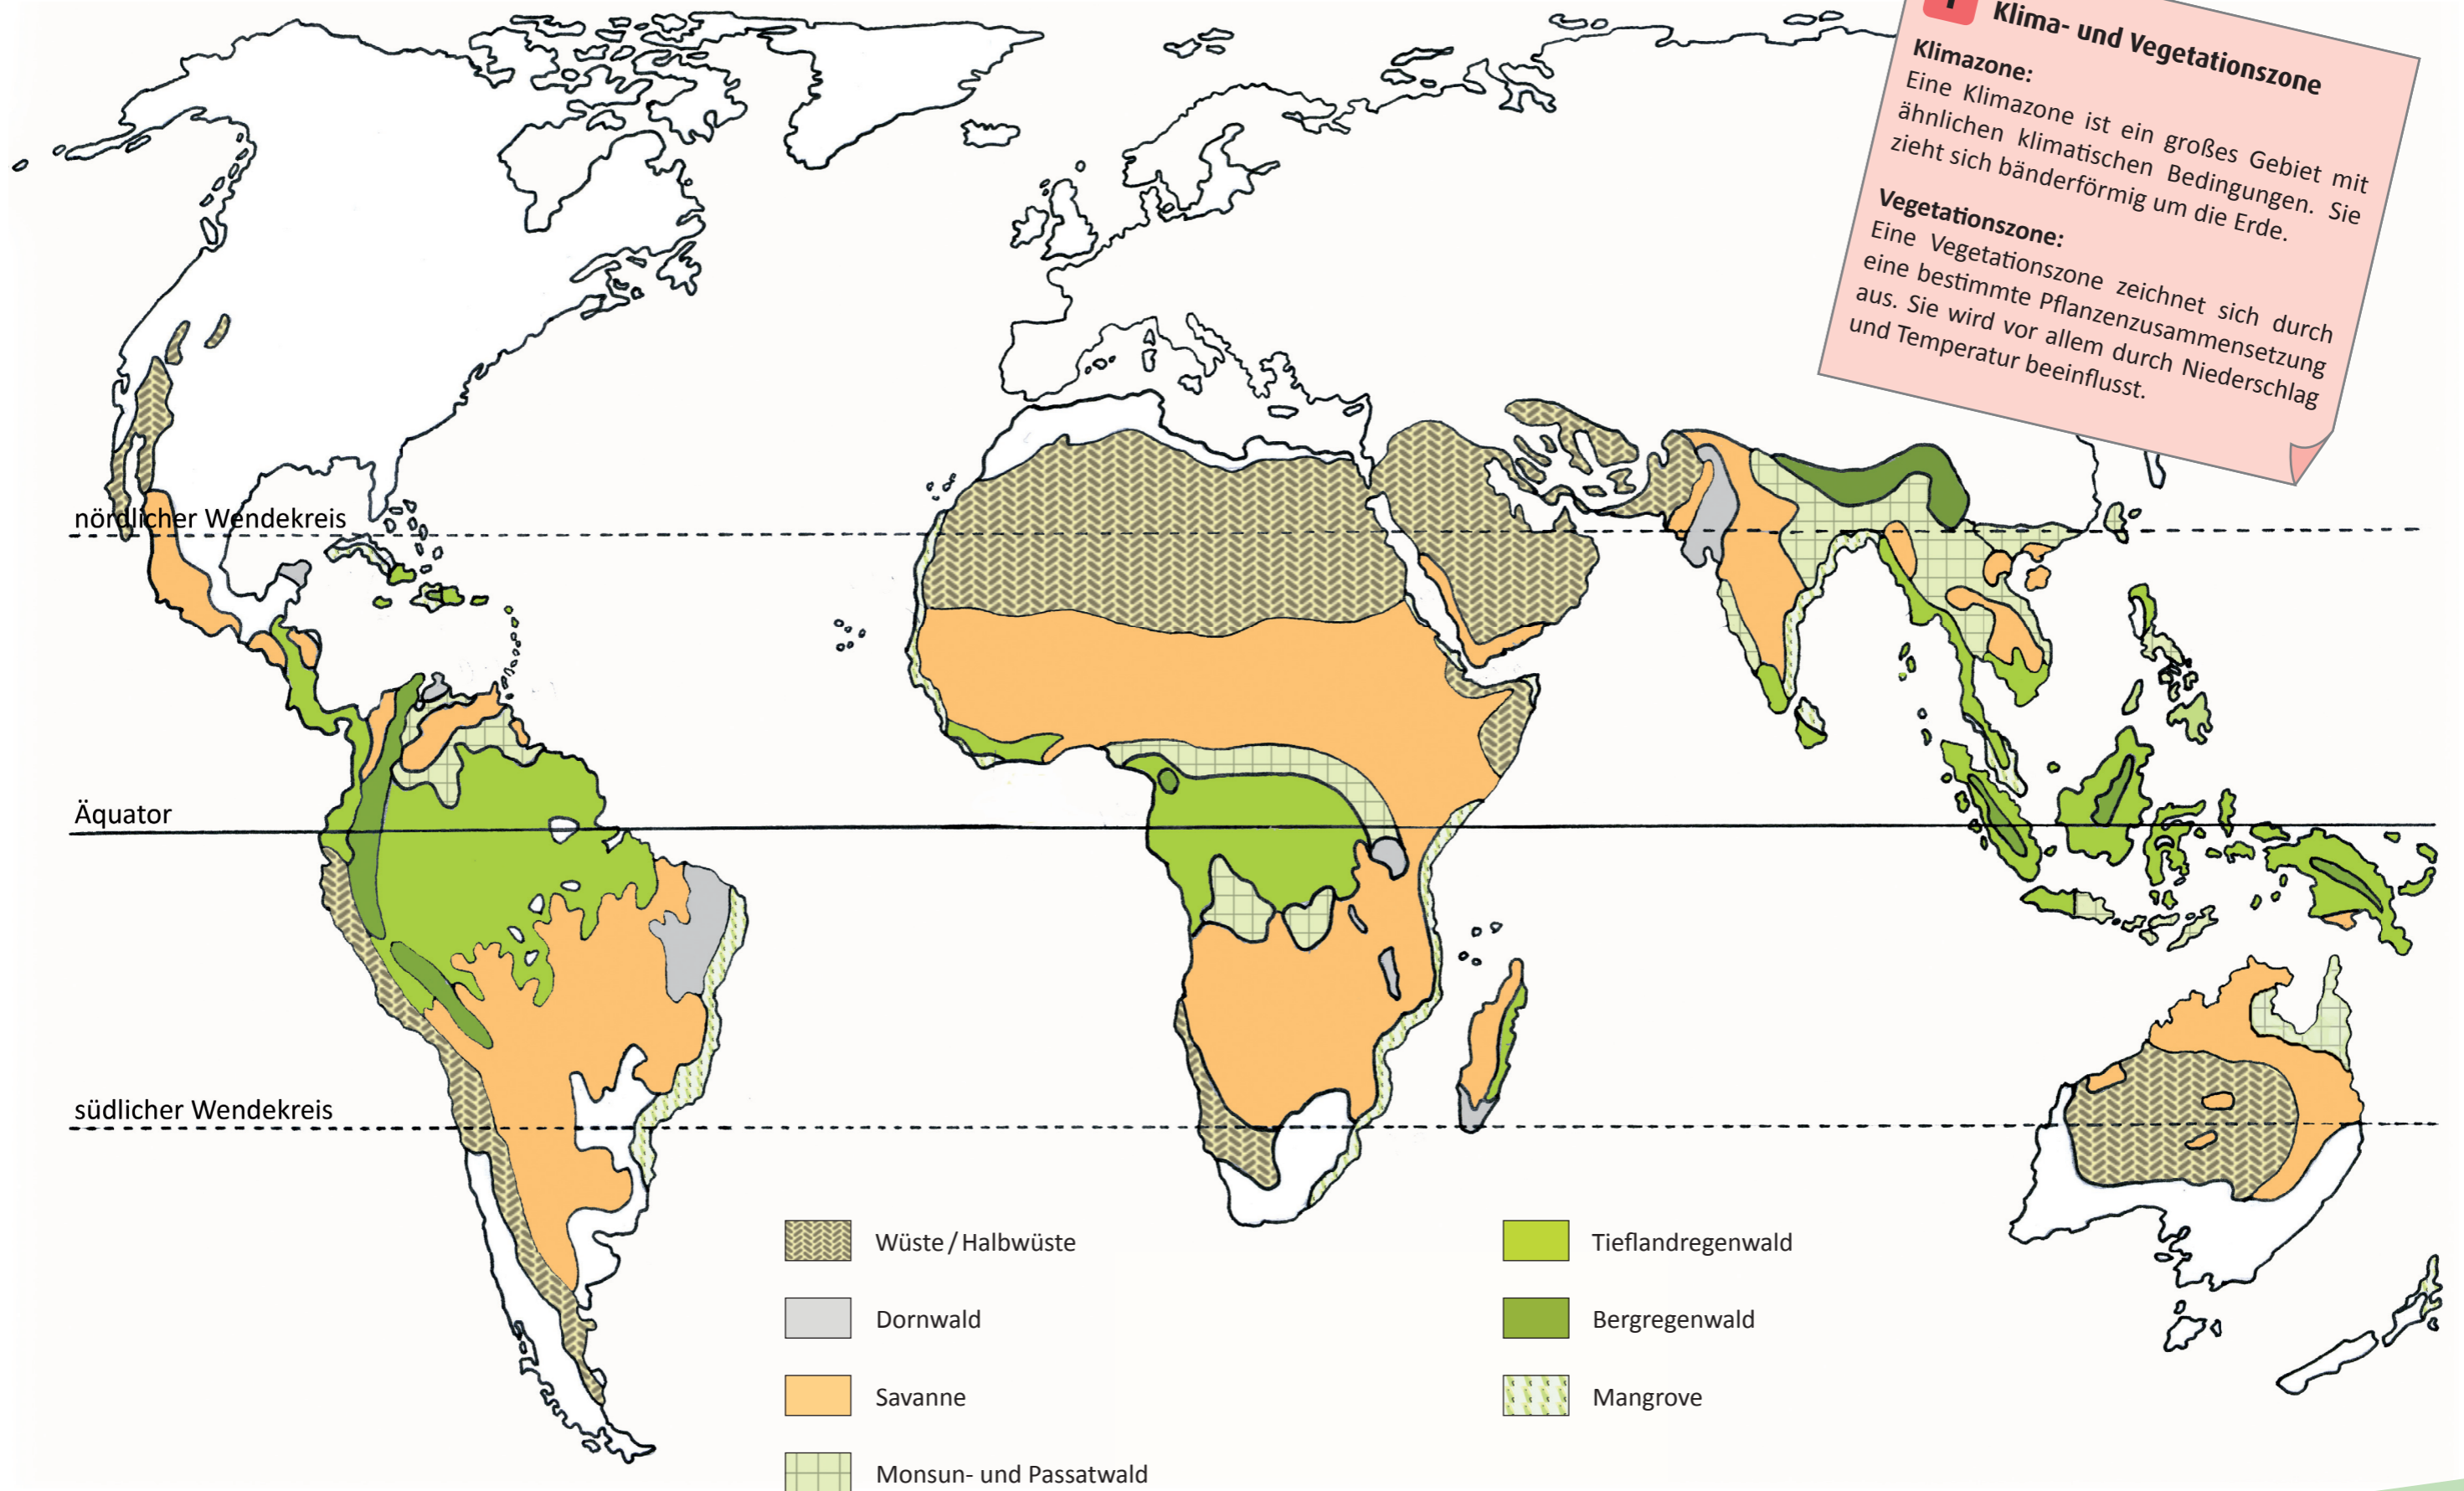 Klima- und Vegetationszone
Klimazone:
Eine Klimazone ist ein großes Gebiet mit
ähnlichen klimatischen Bedingungen. Sie
zieht sich bänderförmig um die Erde.
Vegetationszone:
Eine Vegetationszone zeichnet sich durch
eine bestimmte Pflanzenzusammensetzung
aus. Sie wird vor allem durch Niederschlag
und Temperatur beeinflusst.
nördlicher Wendekreis
Äquator
südlicher Wendekreis
Wüste / Halbwüste
Dornwald
Savanne
Monsun- und Passatwald
Tieflandregenwald
Bergregenwald
Mangrove